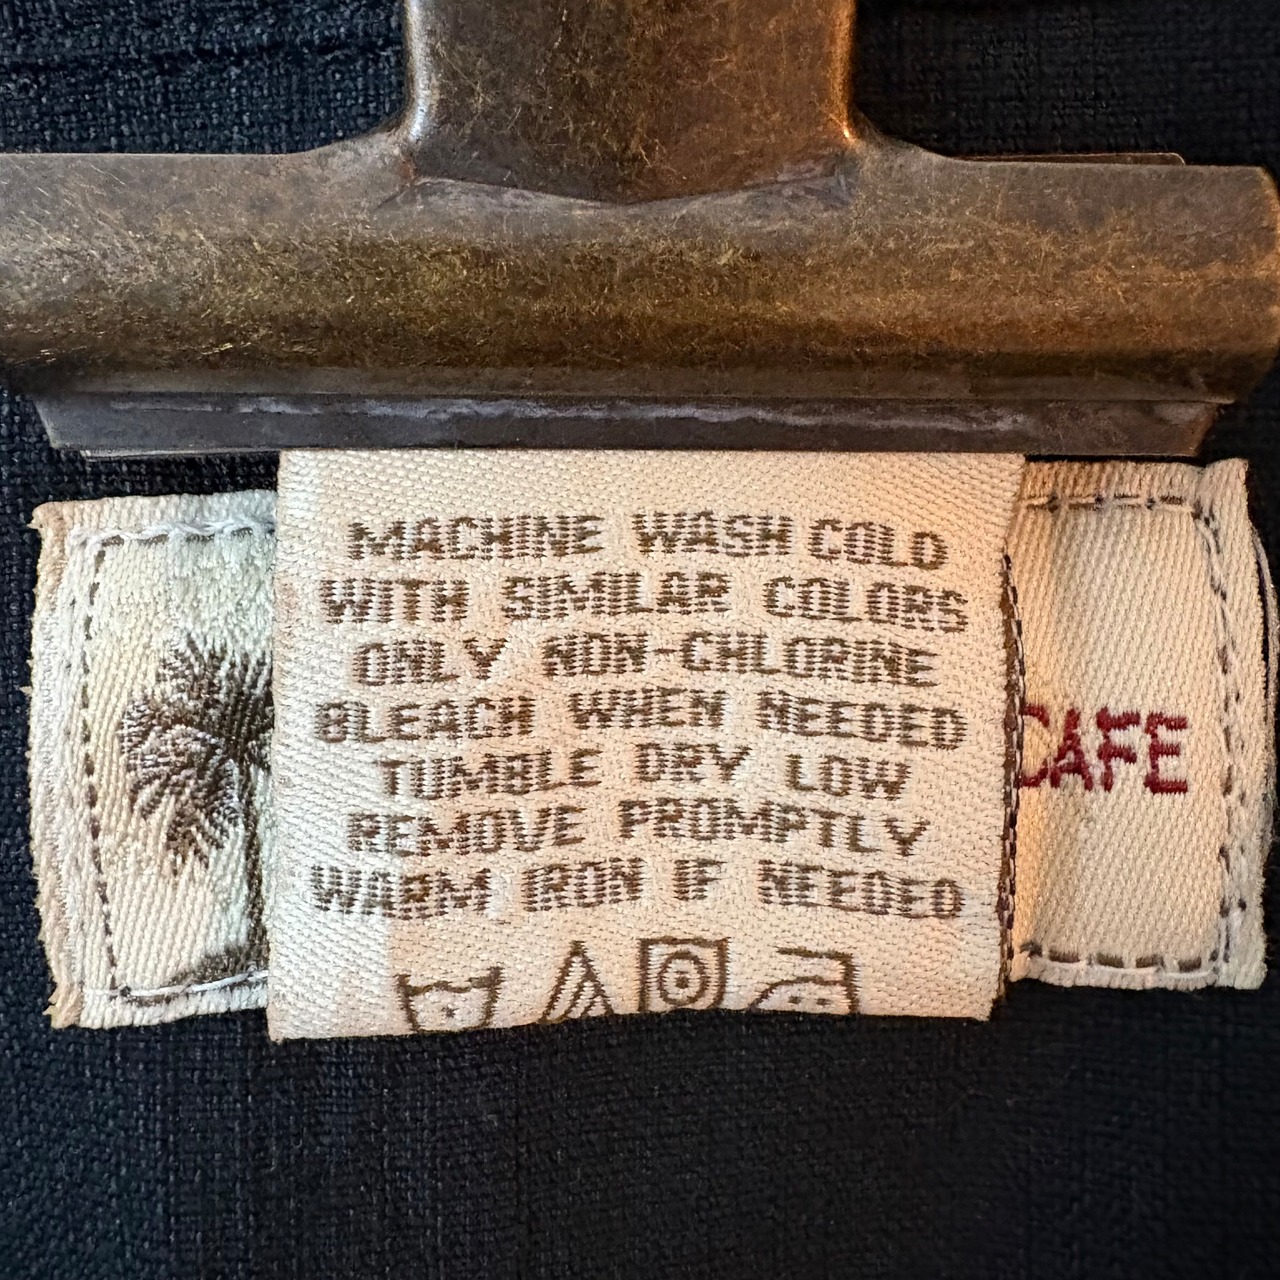 MACHINE WASH COLD
WITH SIMILAR COLORS
ONLY NON-CHLORINE
BLEACH WHEN NEEDED
TUMBLE DRY LOW
REMOVE PROMPTLY
WARM IRON IF NEEDED
CAFE